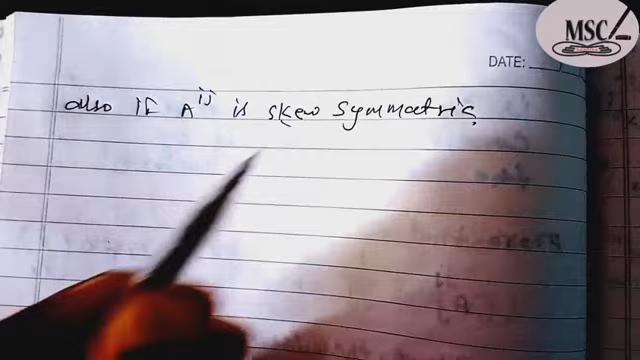 MSC
DATE:
also if A^ij is skew symmetric.